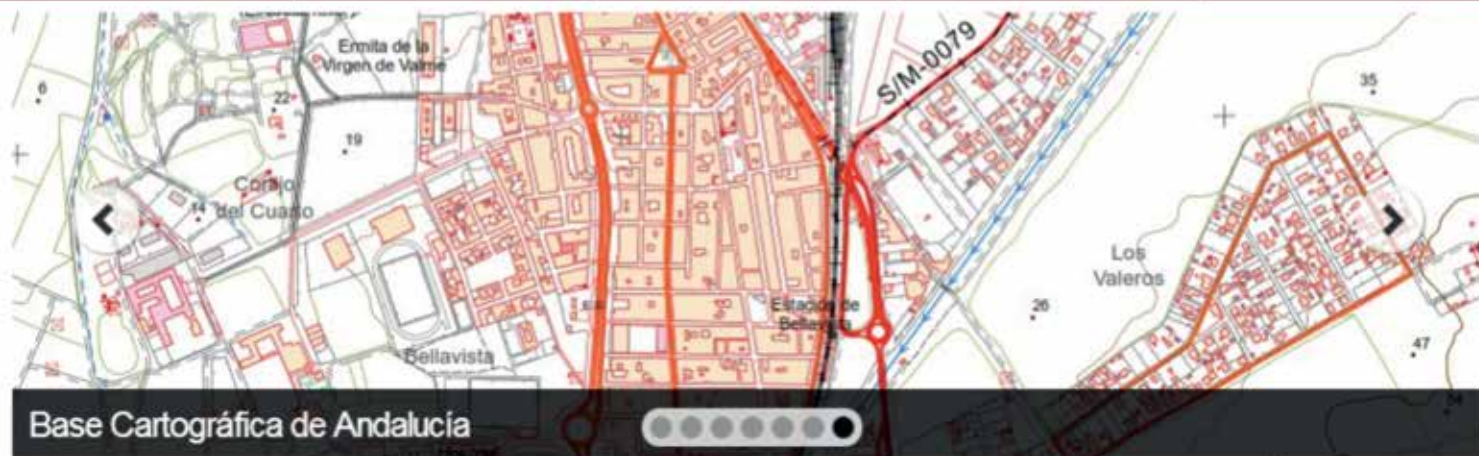 Ermita de la
Virgen de Valme
S/M-0079
6
22
35
19
Cortijo
del Cuarto
14
Los
Valeros
26
Estación de
Bellavista
Bellavista
47
Base Cartográfica de Andalucía